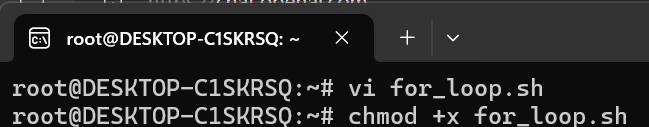 root@DESKTOP-C1SKRSQ: ~
root@DESKTOP-C1SKRSQ:~# vi for_loop.sh
root@DESKTOP-C1SKRSQ:~# chmod +x for_loop.sh